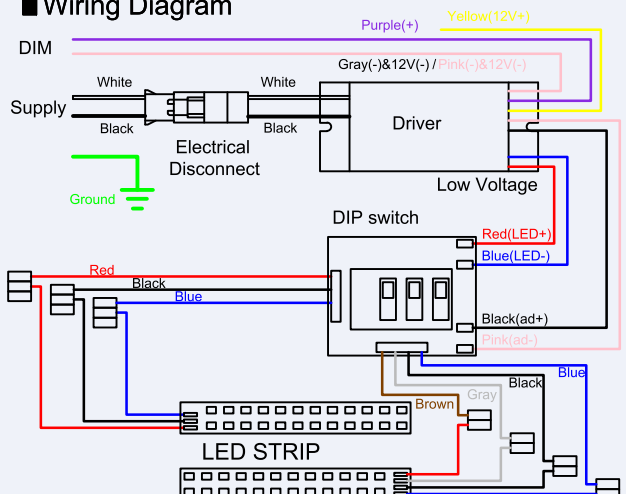 Wiring Diagram
Yellow(12V+)
Purple(+)
DIM
Gray(-)&12V(-) / Pink(-)&12V(-)
White
White
Supply
Black
Black
Driver
Electrical
Disconnect
Ground
Low Voltage
DIP switch
Red(LED+)
Blue(LED-)
Red
Black
Blue
Black(ad+)
Pink(ad-)
Blue
Black
Gray
Brown
LED STRIP